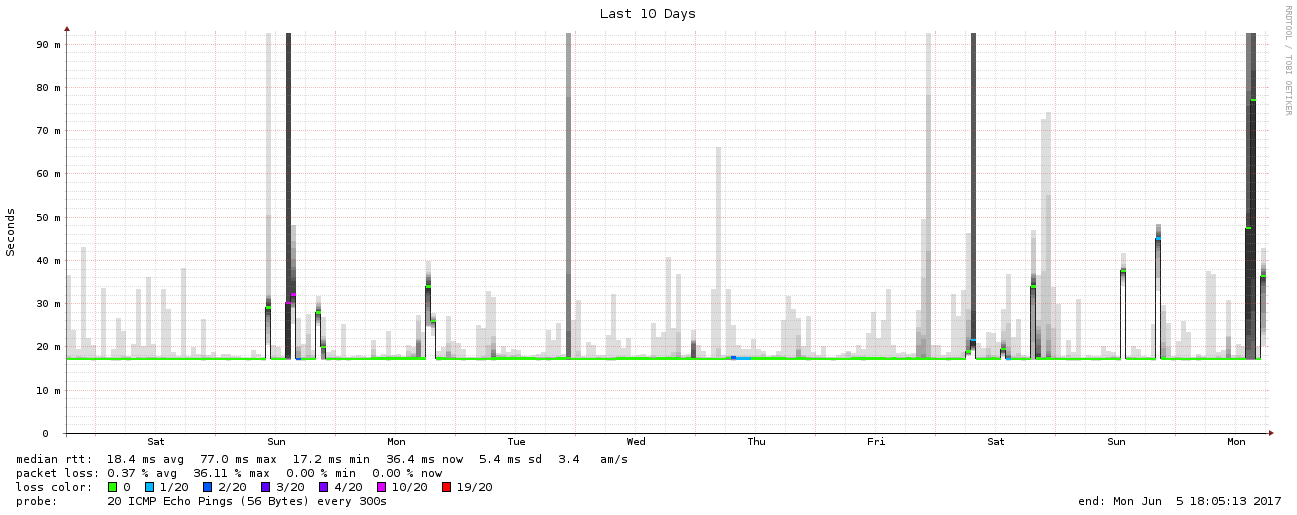 Last 10 Days
RRDTOOL / TOBI OETIKER
Seconds
90 m
80 m
70 m
60 m
50 m
40 m
30 m
20 m
10 m
0
Sat Sun Mon Tue Wed Thu Fri Sat Sun Mon
median rtt: 18.4 ms avg 77.0 ms max 17.2 ms min 36.4 ms now 5.4 ms sd 3.4 am/s
packet loss: 0.37 % avg 36.11 % max 0.00 % min 0.00 % now
loss color: 0 1/20 2/20 3/20 4/20 10/20 19/20
probe: 20 ICMP Echo Pings (56 Bytes) every 300s end: Mon Jun 5 18:05:13 2017